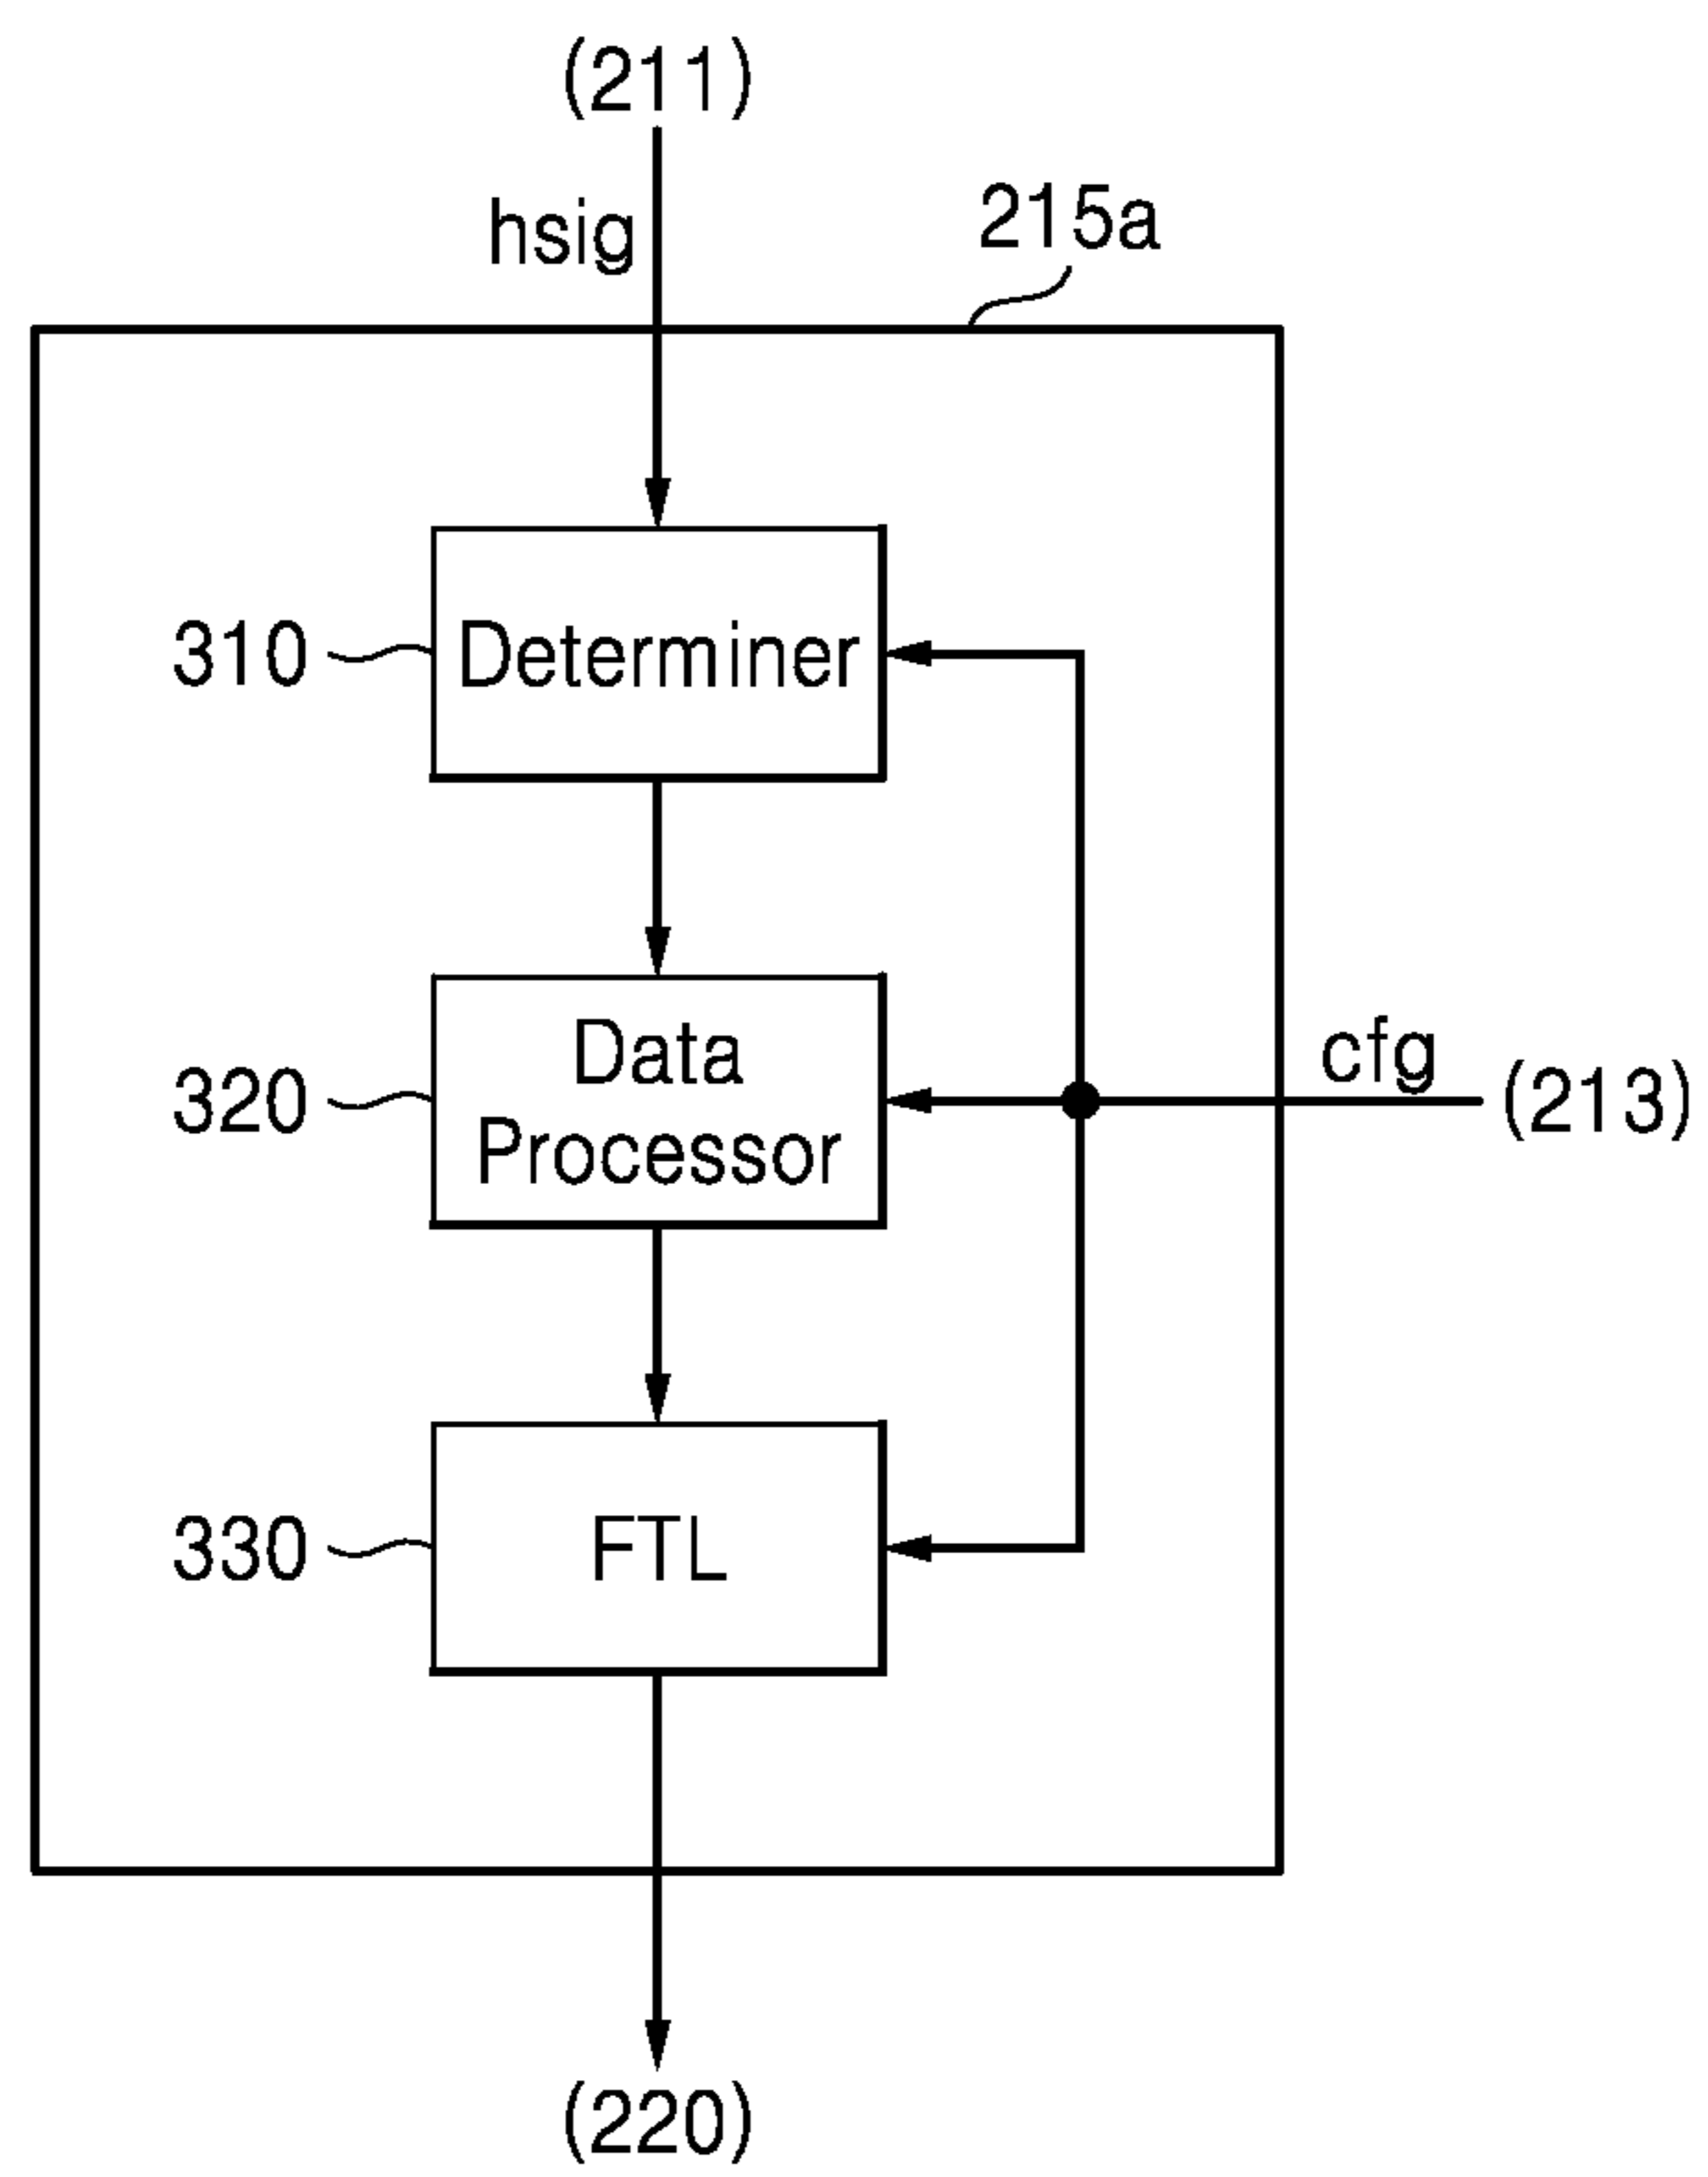 (211)
hsig
215a
310
Determiner
320
Data
Processor
cfg
(213)
330
FTL
(220)